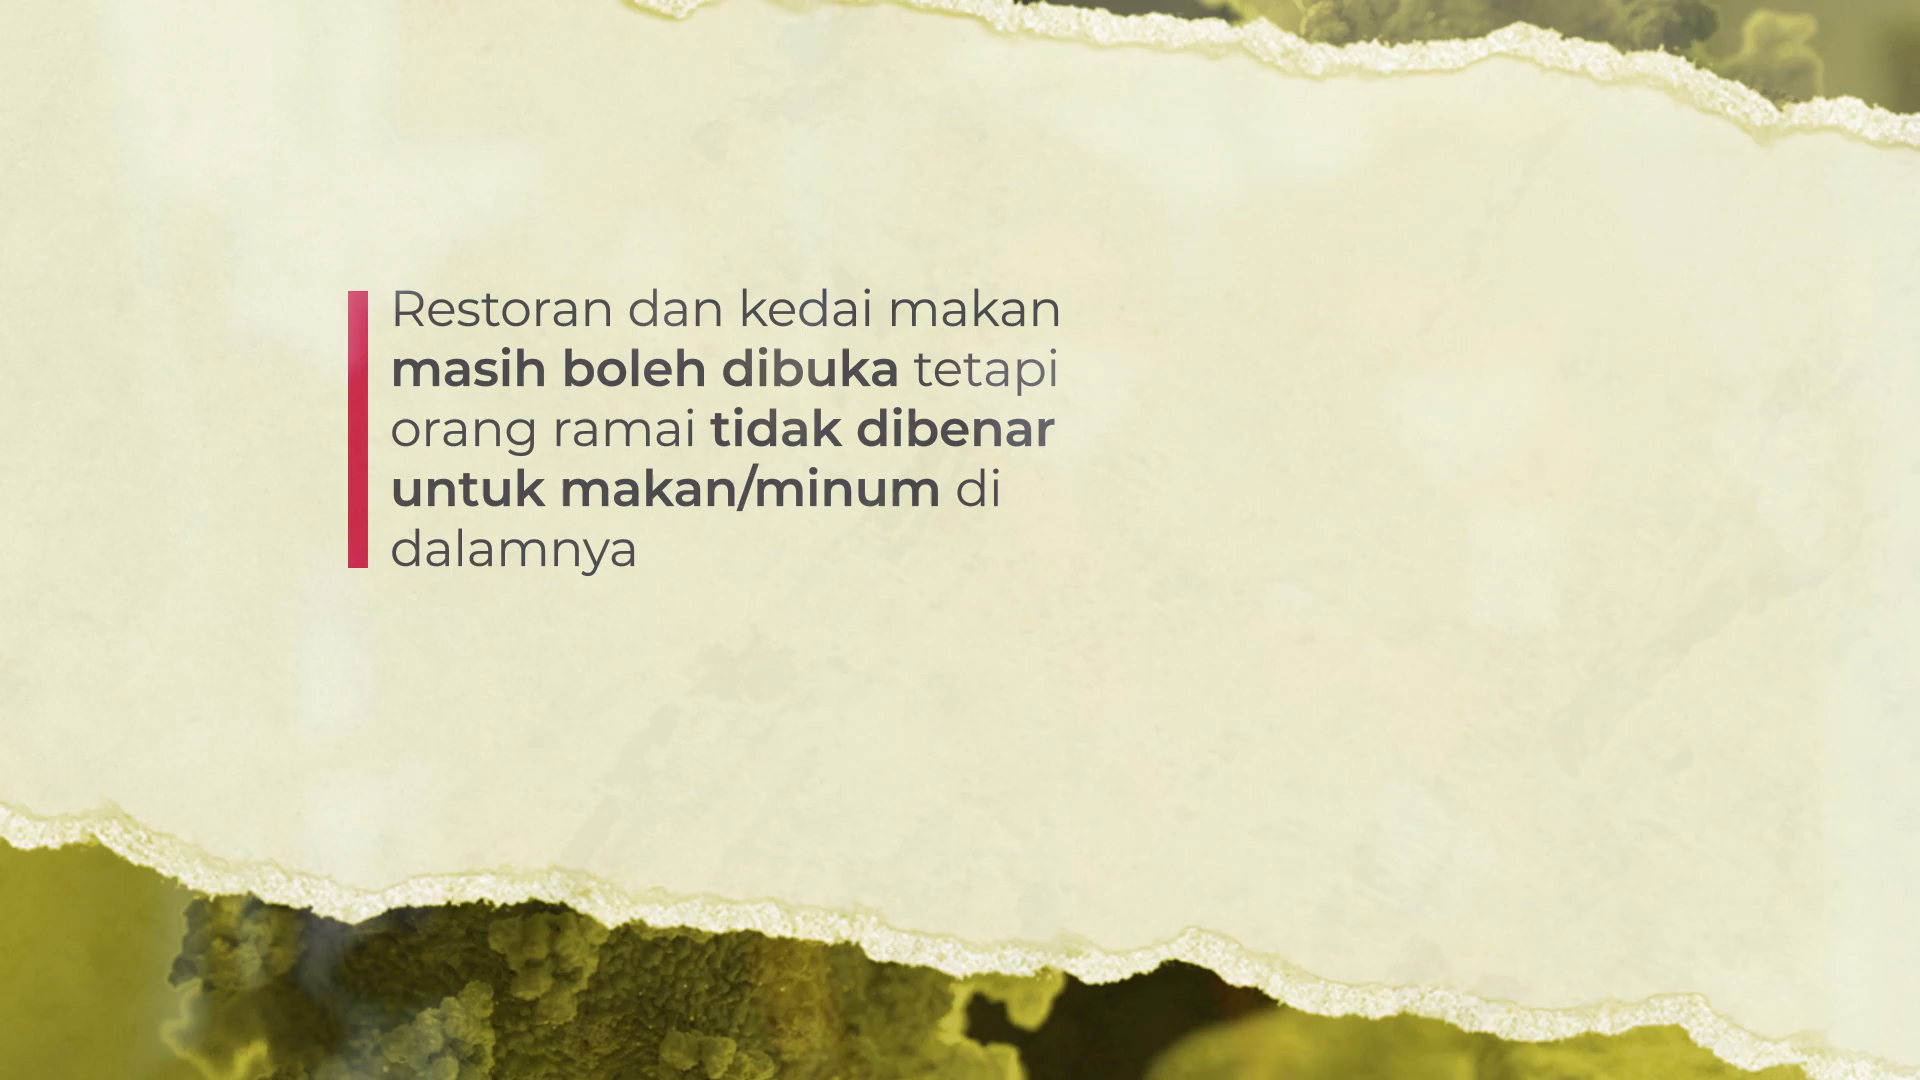 Restoran dan kedai makan
masih boleh dibuka tetapi
orang ramai tidak dibenar
untuk makan/minum di
dalamnya